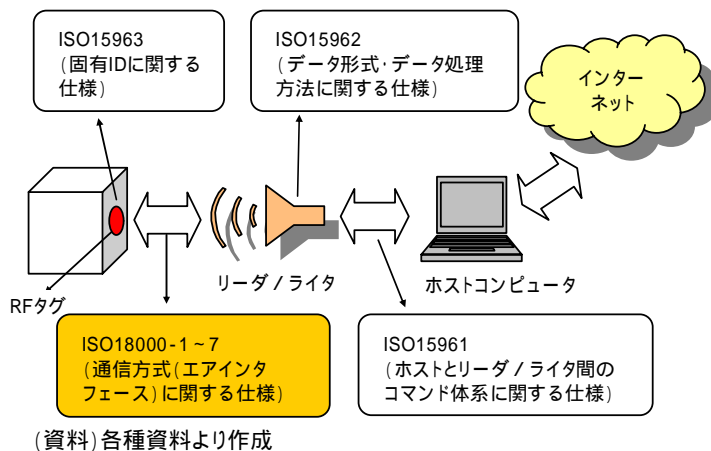 ISO15963
(固有IDに関する
仕様)
ISO15962
(データ形式・データ処理
方法に関する仕様)
インター
ネット
リーダ / ライタ
ホストコンピュータ
RFタグ
ISO18000-1~7
(通信方式(エアインタ
フェース)に関する仕様)
ISO15961
(ホストとリーダ / ライタ間の
コマンド体系に関する仕様)
(資料)各種資料より作成